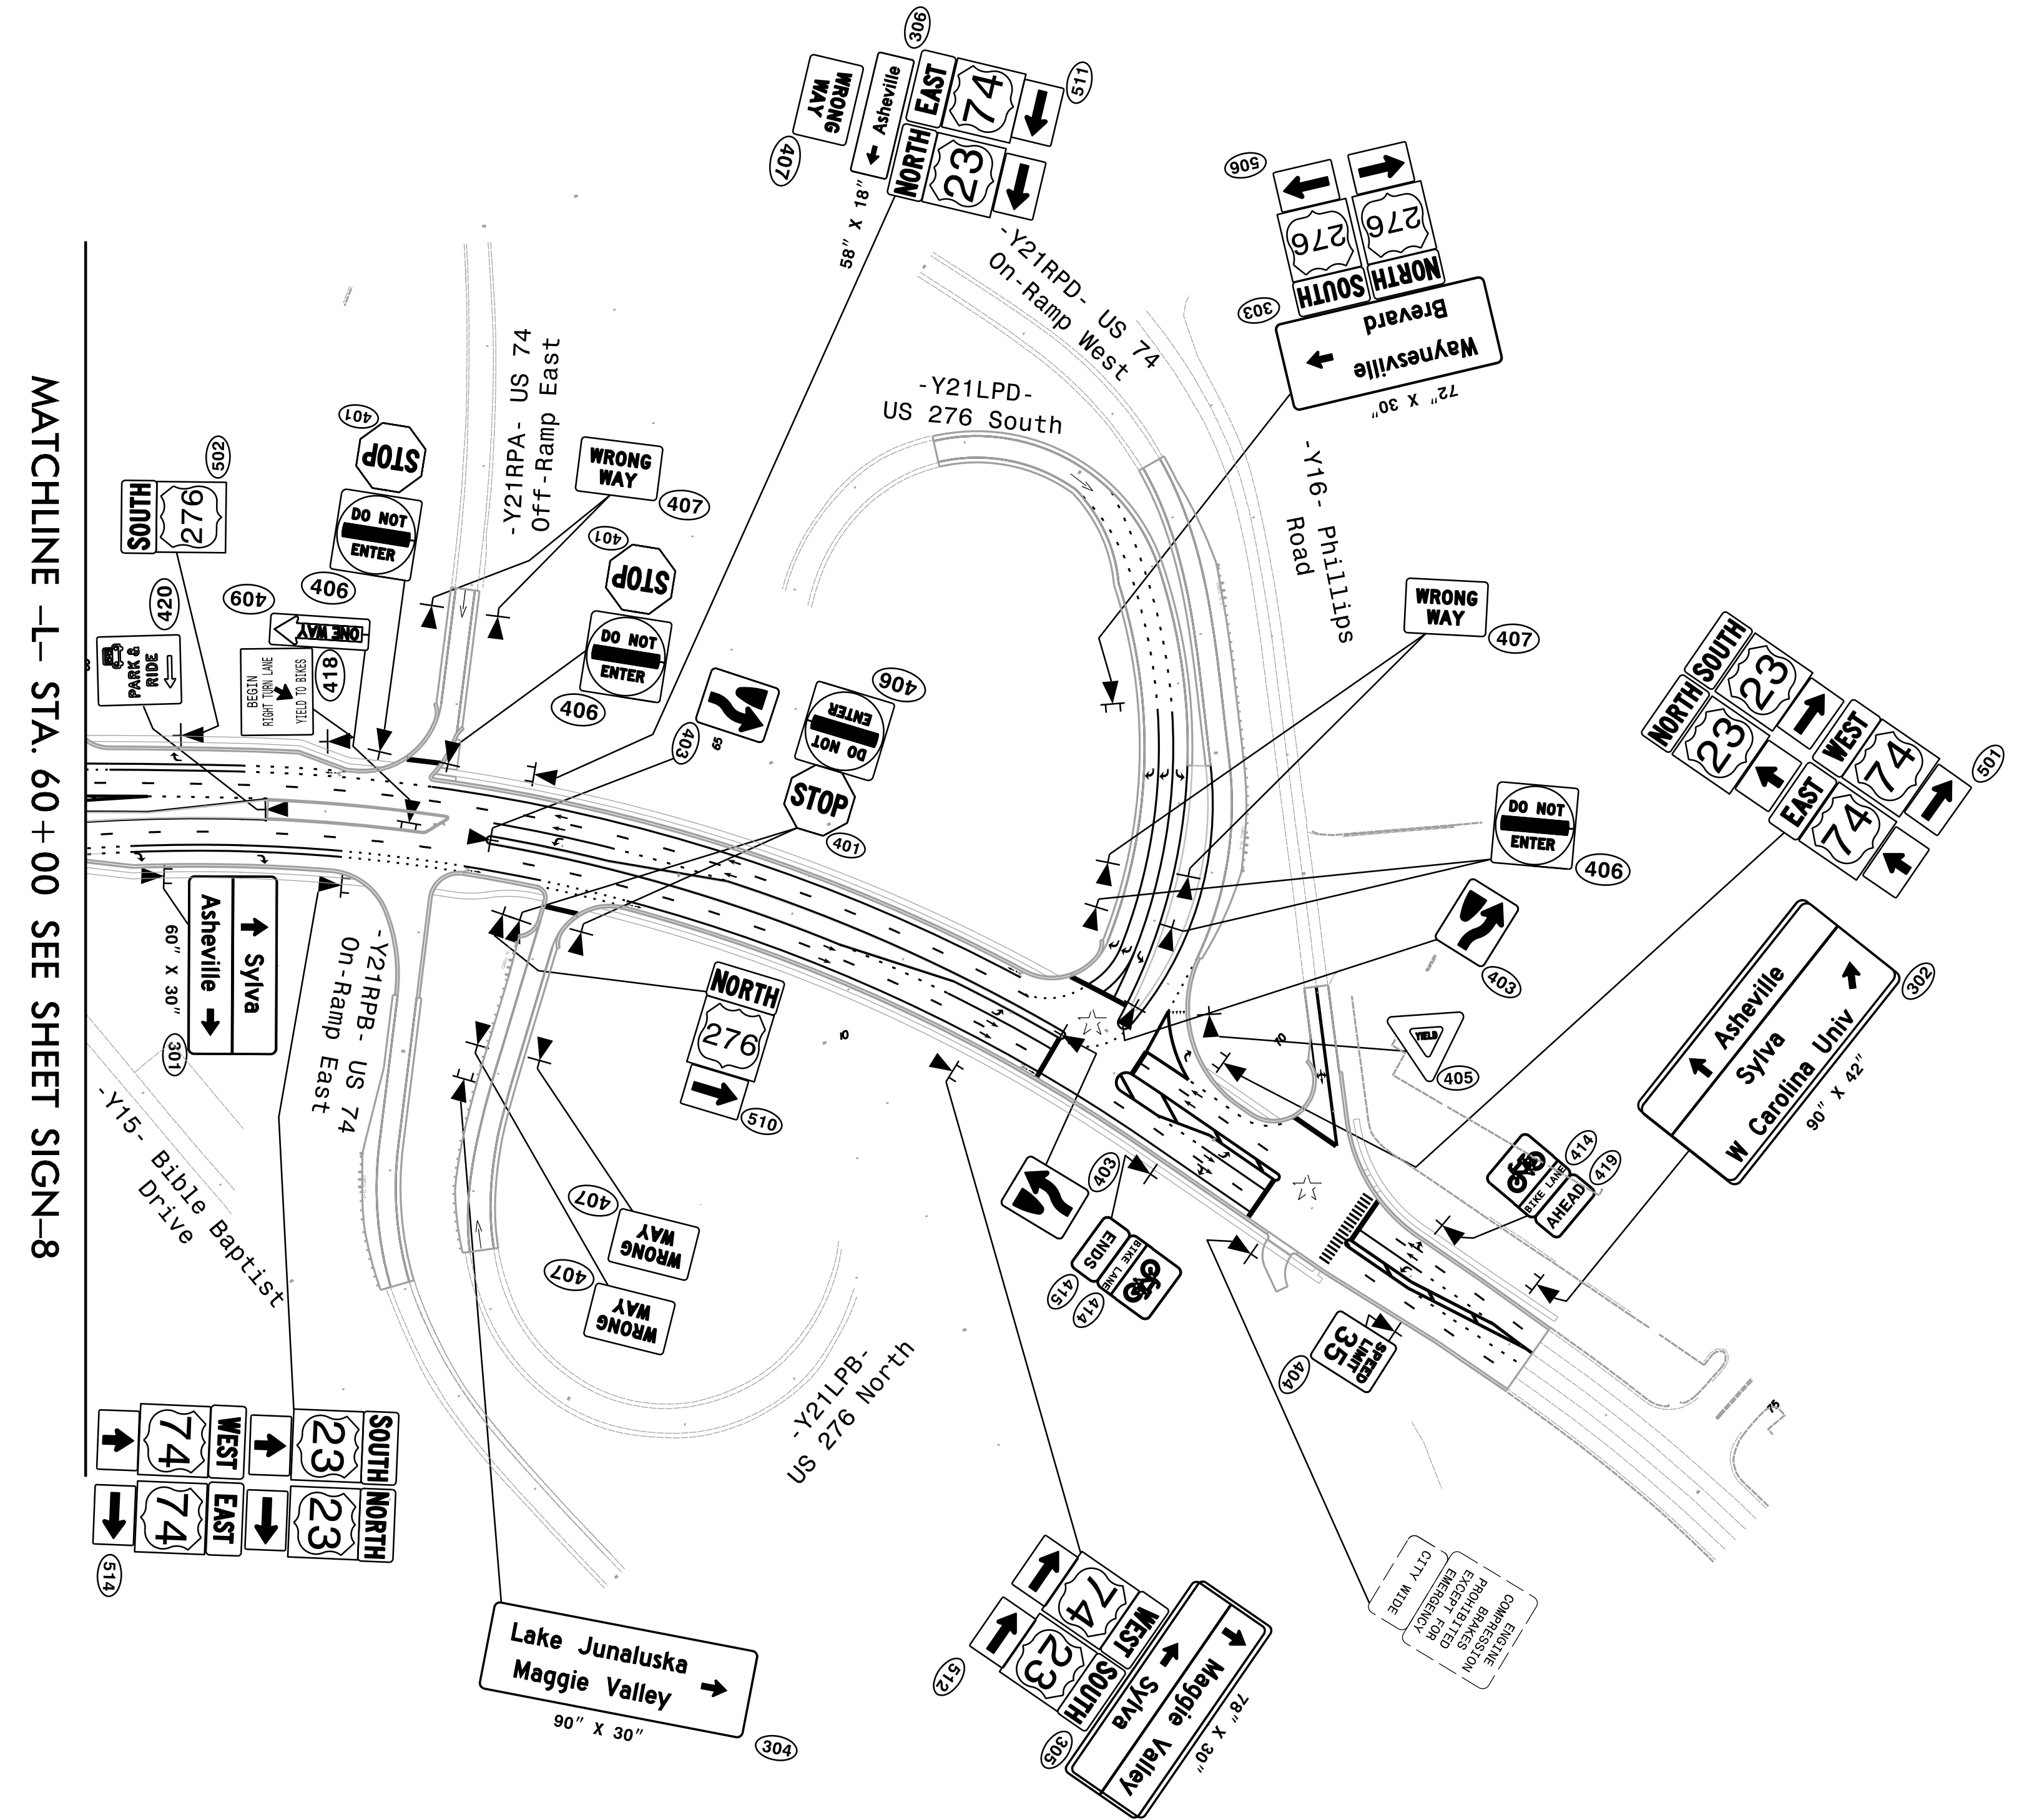 MATCHLINE -L- STA. 60+00 SEE SHEET SIGN-8
306
WRONG
WAY
407
Asheville
58" X 18"
EAST
74
NORTH
23
511
506
276
276
SOUTH
NORTH
303
Waynesville
Brevard
72" X 30"
-Y21RPD- US 74
On-Ramp West
-Y21LPD-
US 276 South
-Y16- Phillips
Road
-Y21RPA- US 74
Off-Ramp East
401
STOP
DO NOT
ENTER
406
502
SOUTH
276
420
PARK &
RIDE
409
ONE WAY
BEGIN
RIGHT TURN LANE
YIELD TO BIKES
418
WRONG
WAY
407
401
STOP
DO NOT
ENTER
406
403
65
406
DO NOT
ENTER
STOP
401
WRONG
WAY
407
DO NOT
ENTER
406
403
SOUTH
23
NORTH
23
WEST
74
EAST
74
501
YIELD
405
70
Asheville
Sylva
W Carolina Univ
302
90" X 42"
Sylva
Asheville
60" X 30"
301
-Y21RPB- US 74
On-Ramp East
-Y15- Bible Baptist
Drive
NORTH
276
510
10
407
WRONG
WAY
407
WRONG
WAY
403
BIKE LANE
ENDS
415
414
BIKE LANE
AHEAD
414
419
SPEED
LIMIT
35
404
75
-Y21LPB-
US 276 North
SOUTH
23
WEST
74
NORTH
23
EAST
74
514
Lake Junaluska
Maggie Valley
90" X 30"
304
WEST
74
SOUTH
23
512
Maggie Valley
Sylva
305
78" X 30"
ENGINE
COMPRESSION
BRAKES
PROHIBITED
EXCEPT FOR
EMERGENCY
CITY WIDE